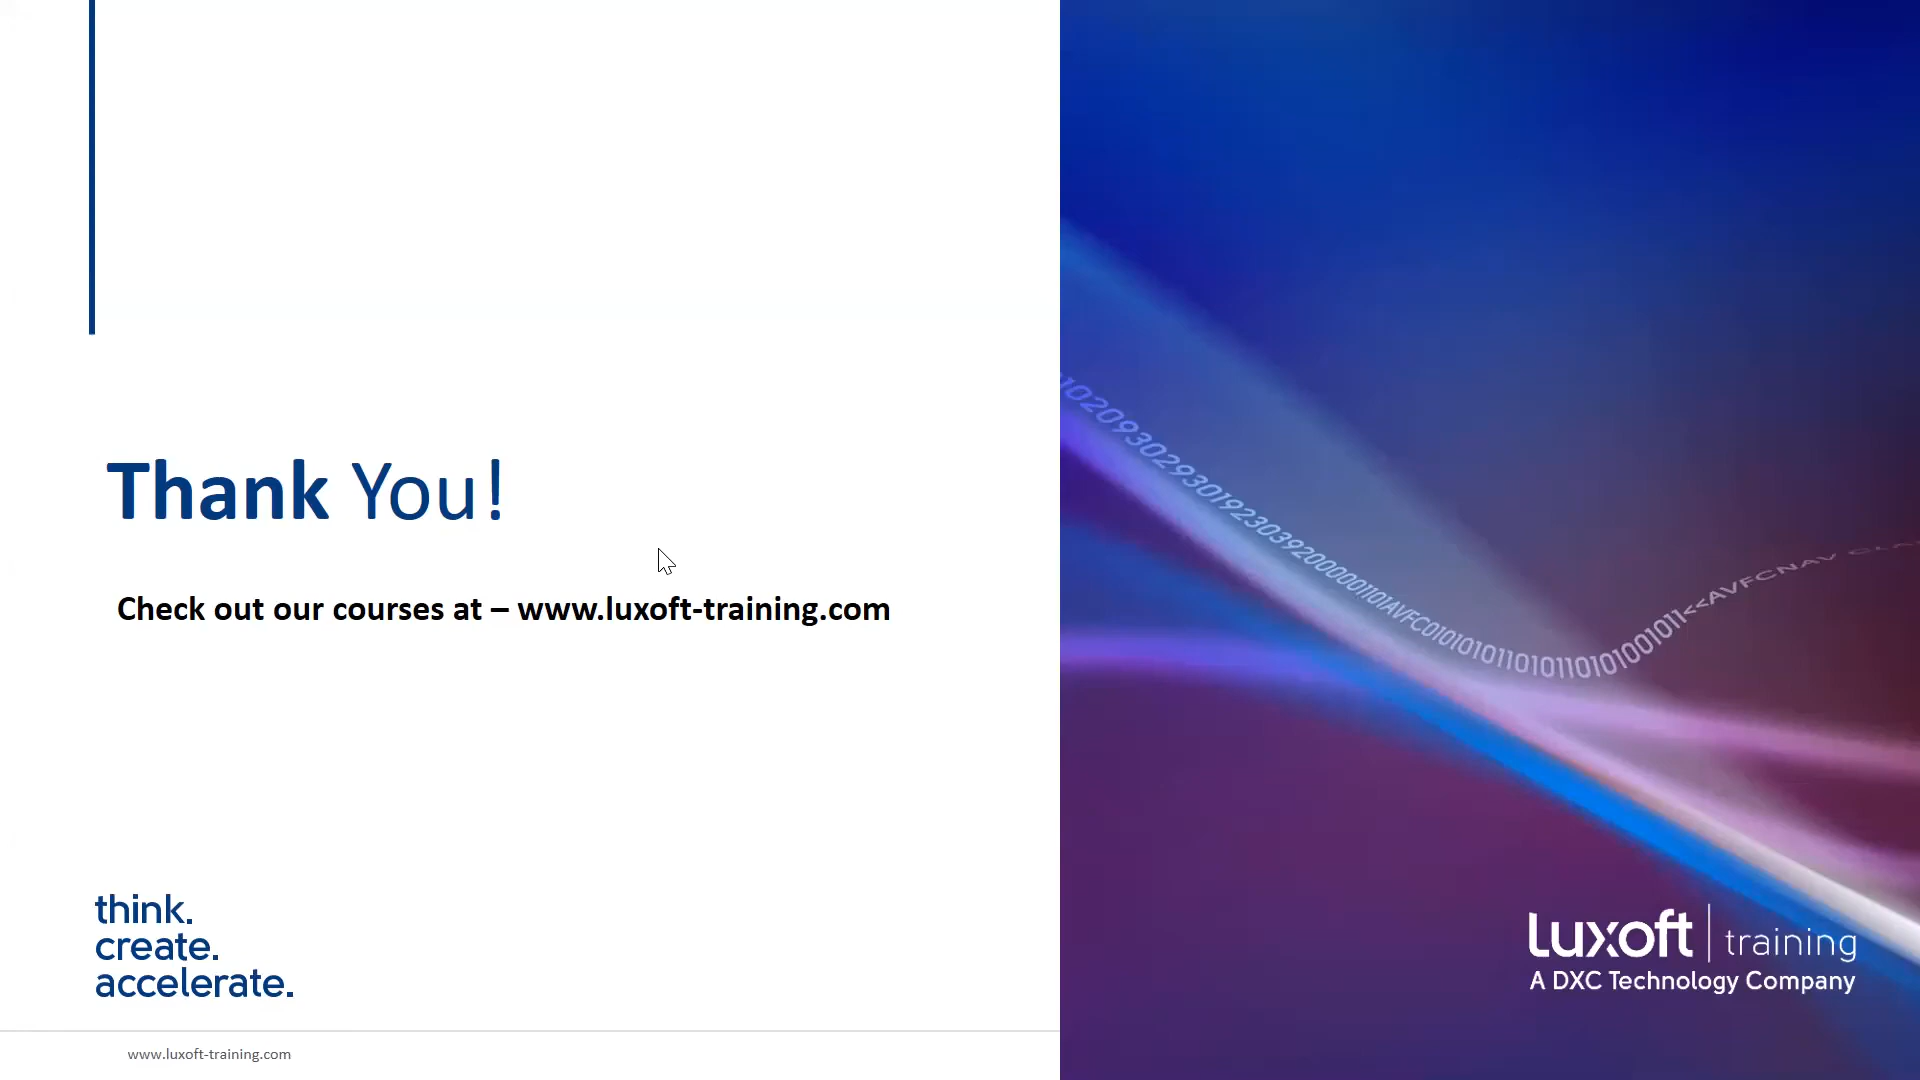 Thank You!
Check out our courses at – www.luxoft-training.com
think.
create.
accelerate.
www.luxoft-training.com
luxoft | training
A DXC Technology Company